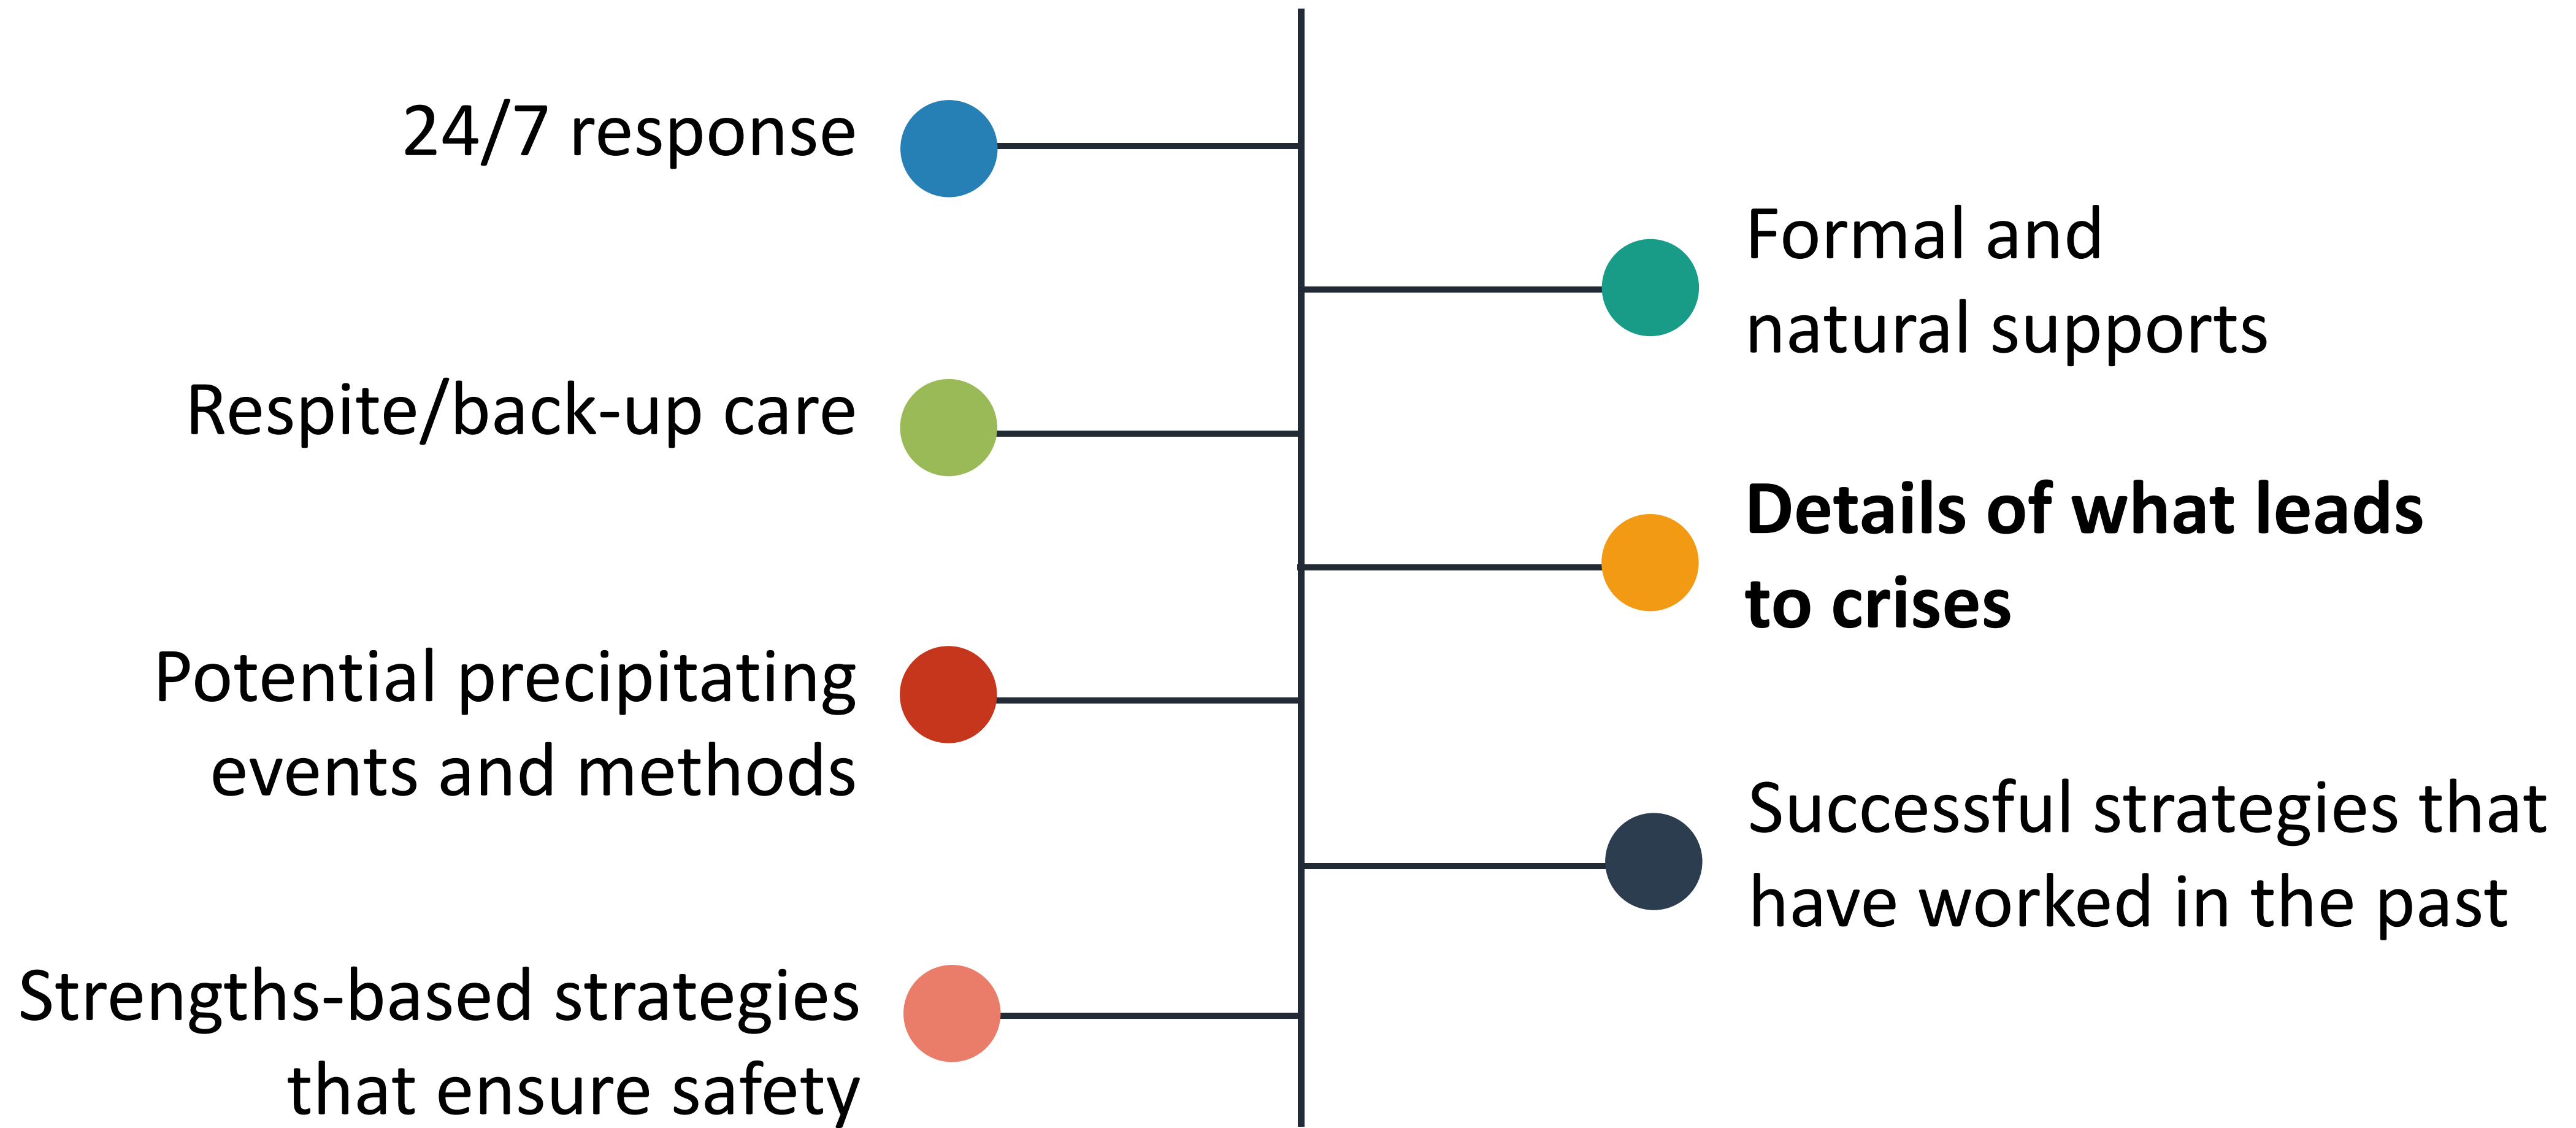 24/7 response
Formal and
natural supports
Respite/back-up care
Details of what leads
to crises
Potential precipitating
events and methods
Successful strategies that
have worked in the past
Strengths-based strategies
that ensure safety